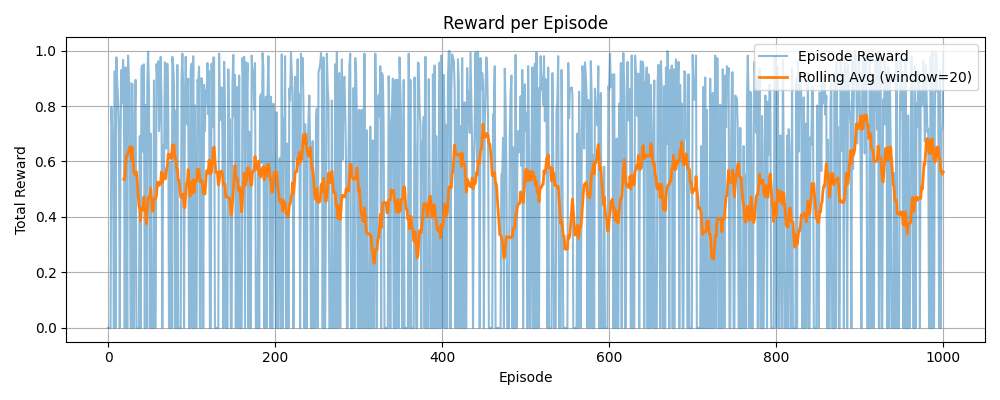 Reward per Episode
Episode Reward
Rolling Avg (window=20)
Total Reward
1.0
0.8
0.6
0.4
0.2
0.0
0 200 400 600 800 1000
Episode